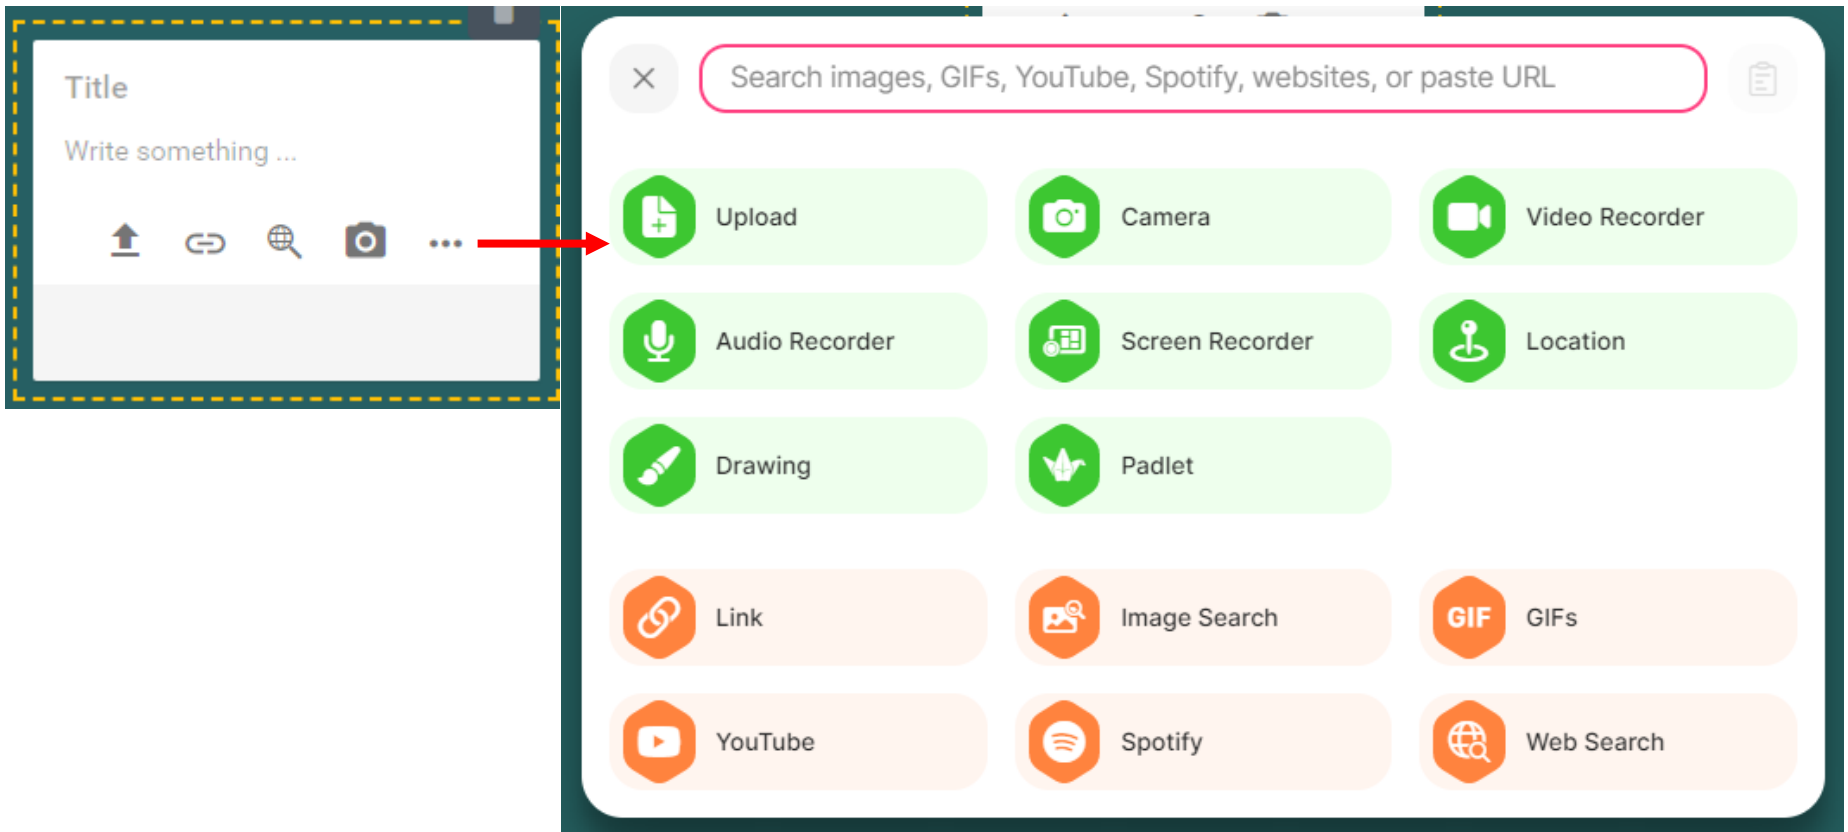 Title
Write something ...
Search images, GIFs, YouTube, Spotify, websites, or paste URL
Upload
Camera
Video Recorder
Audio Recorder
Screen Recorder
Location
Drawing
Padlet
Link
Image Search
GIF
GIFs
YouTube
Spotify
Web Search